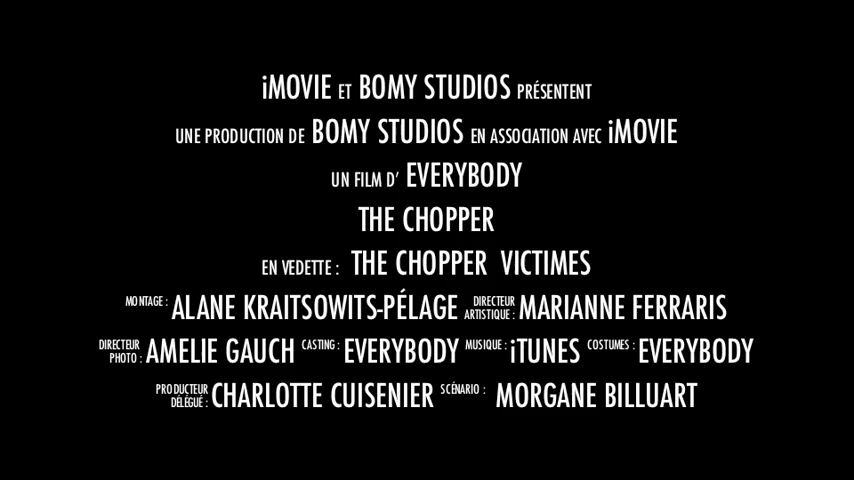 iMOVIE ET BOMY STUDIOS PRÉSENTENT
UNE PRODUCTION DE BOMY STUDIOS EN ASSOCIATION AVEC iMOVIE
UN FILM D' EVERYBODY
THE CHOPPER
EN VEDETTE : THE CHOPPER VICTIMES
MONTAGE : ALANE KRAITSOWITS-PÉLAGE DIRECTEUR ARTISTIQUE : MARIANNE FERRARIS
DIRECTEUR PHOTO : AMELIE GAUCH CASTING : EVERYBODY MUSIQUE : iTUNES COSTUMES : EVERYBODY
PRODUCTEUR DÉLÉGUÉ : CHARLOTTE CUISENIER SCÉNARIO : MORGANE BILLUART